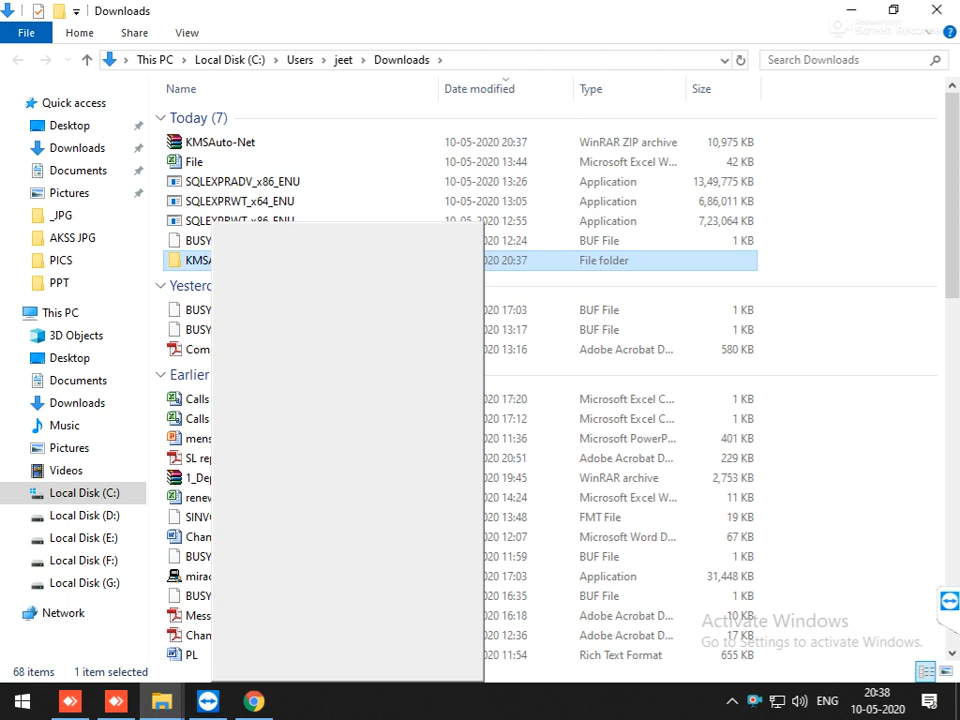 Downloads
File Home Share View
This PC Local Disk (C:) Users jeet Downloads
Search Downloads
Name Date modified Type Size
Quick access
Desktop
Downloads
Documents
Pictures
_JPG
AKSS JPG
PICS
PPT
This PC
3D Objects
Desktop
Documents
Downloads
Music
Pictures
Videos
Local Disk (C:)
Local Disk (D:)
Local Disk (E:)
Local Disk (F:)
Local Disk (G:)
Network
Today (7)
KMSAuto-Net 10-05-2020 20:37 WinRAR ZIP archive 10,975 KB
File 10-05-2020 13:44 Microsoft Excel W... 42 KB
SQLEXPRADV_x86_ENU 10-05-2020 13:26 Application 13,49,775 KB
SQLEXPRWT_x64_ENU 10-05-2020 13:05 Application 6,86,011 KB
SQLEXPRWT_x86_ENU 10-05-2020 12:55 Application 7,23,064 KB
BUSY 020 12:24 BUF File 1 KB
KMSA 020 20:37 File folder
Yesterd
BUSY 020 17:03 BUF File 1 KB
BUSY 020 13:17 BUF File 1 KB
Com 020 13:16 Adobe Acrobat D... 580 KB
Earlier
Calls 020 17:20 Microsoft Excel C... 1 KB
Calls 020 17:12 Microsoft Excel C... 1 KB
mens 020 11:36 Microsoft PowerP... 401 KB
SL rep 020 20:51 Adobe Acrobat D... 229 KB
1_Dep 020 19:45 WinRAR archive 2,753 KB
renew 020 14:24 Microsoft Excel W... 11 KB
SINVO 020 13:48 FMT File 19 KB
Chan 020 12:07 Microsoft Word D... 67 KB
BUSY 020 11:59 BUF File 1 KB
mirac 020 17:03 Application 31,448 KB
BUSY 020 16:35 BUF File 1 KB
Mess 020 16:18 Adobe Acrobat D... 10 KB
Chan 020 12:36 Adobe Acrobat D... 17 KB
PL 020 11:54 Rich Text Format 655 KB
Activate Windows
Go to Settings to activate Windows.
68 items 1 item selected
ENG
20:38
10-05-2020